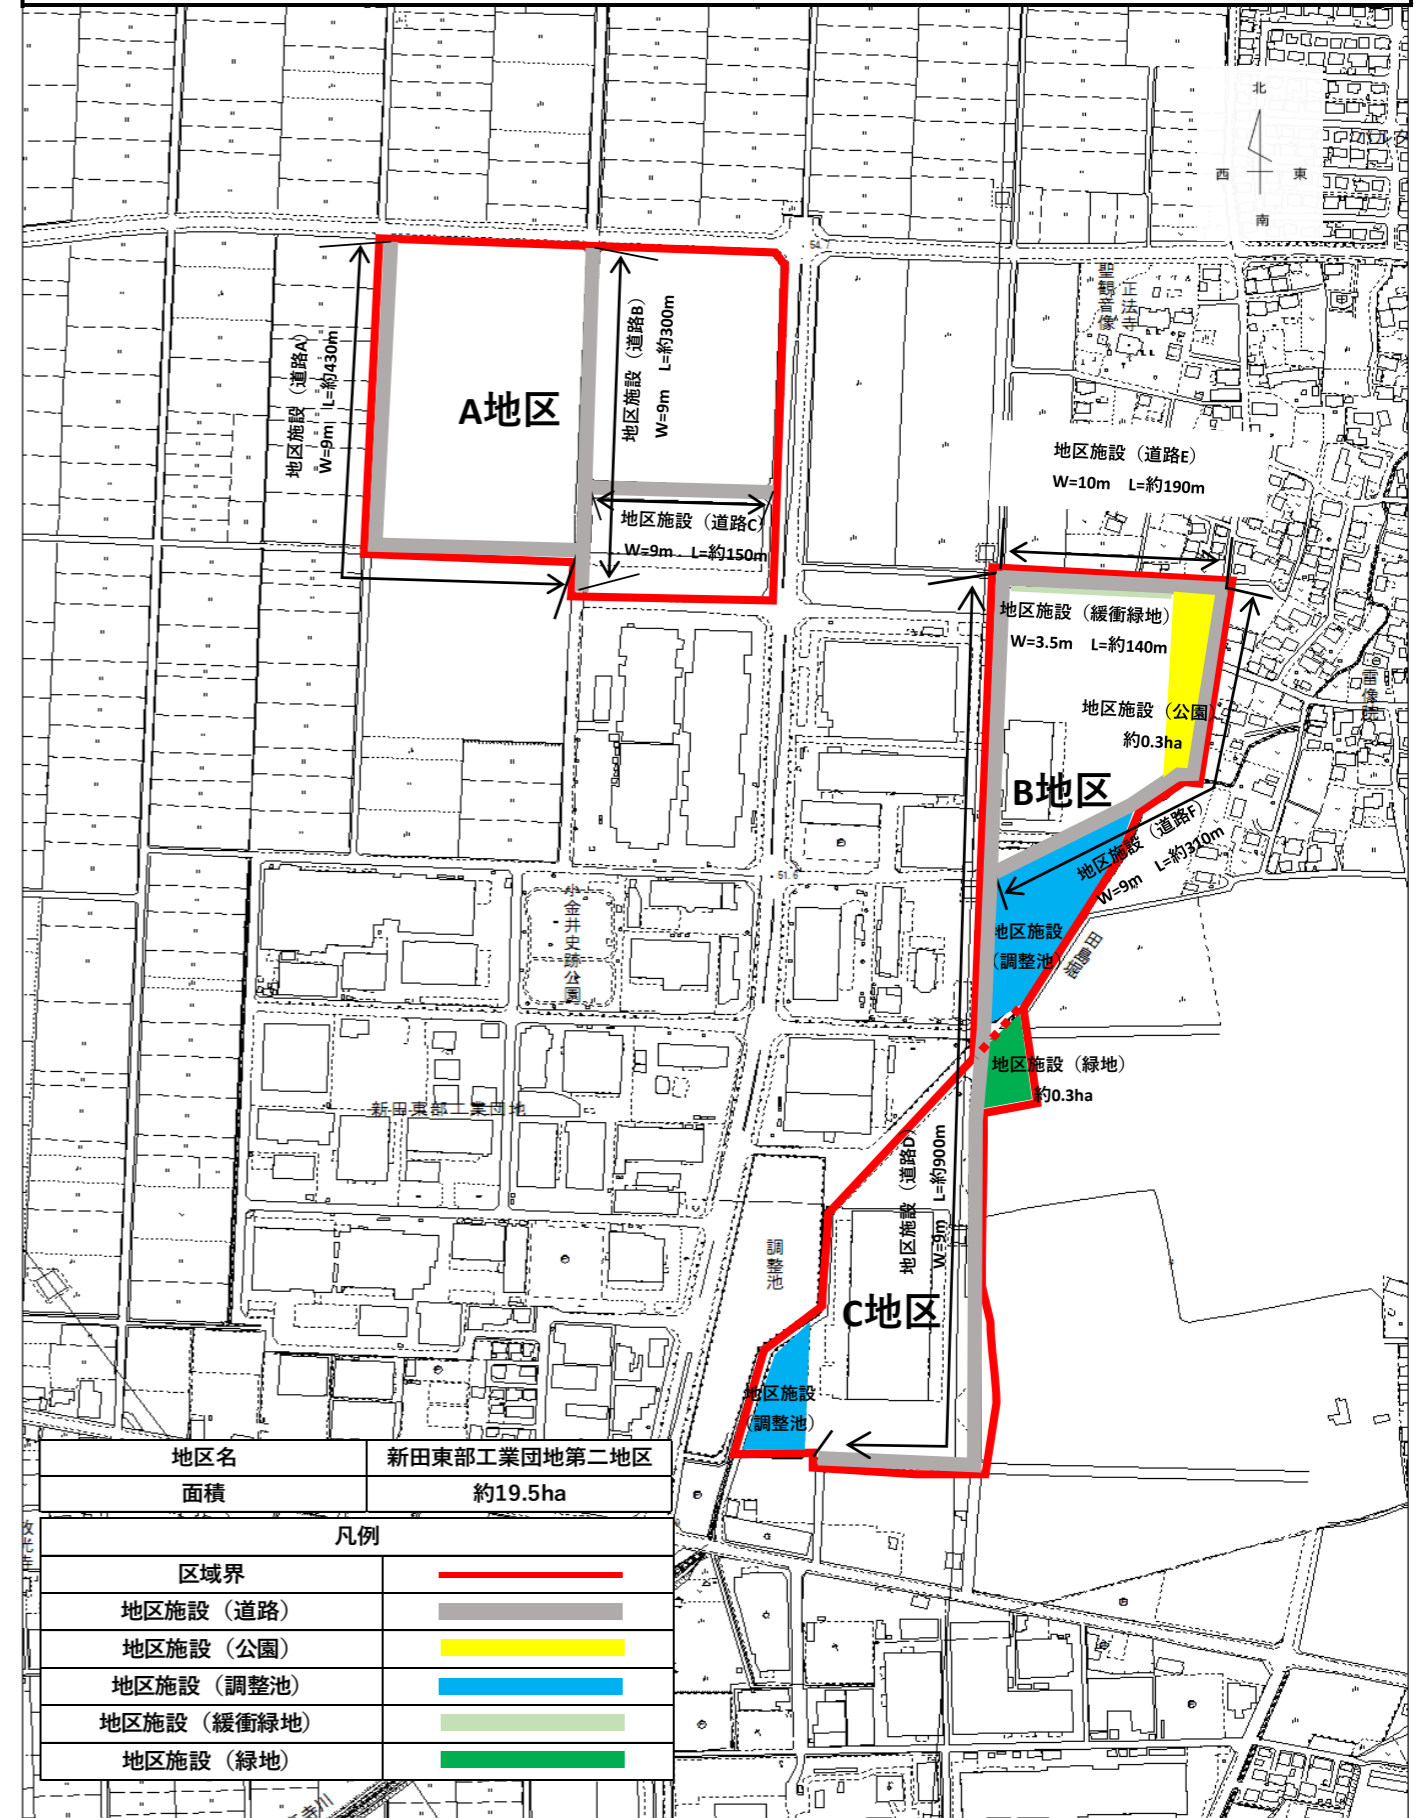 北
西 東
南
54.7
聖観音像
正法寺
地区施設（道路A）
W=9m L=約430m
地区施設（道路B）
W=9m L=約300m
A地区
地区施設（道路C）
W=9m L=約150m
地区施設（道路E）
W=10m L=約190m
地区施設（緩衝緑地）
W=3.5m L=約140m
地区施設（公園）
約0.3ha
B地区
地区施設（道路F）
W=9m L=約310m
51.6
小金井史跡公園
地区施設
（調整池）
地区施設（緑地）
約0.3ha
新田東部工業団地
地区施設（道路D）
W=9m L=約900m
調整池
C地区
地区施設
（調整池）
地区名 新田東部工業団地第二地区
面積 約19.5ha
凡例
区域界
地区施設（道路）
地区施設（公園）
地区施設（調整池）
地区施設（緩衝緑地）
地区施設（緑地）